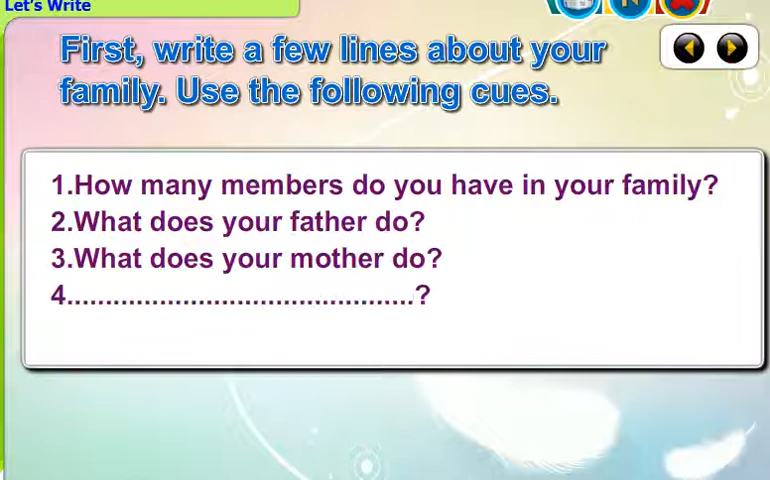 Let's Write
First, write a few lines about your
family. Use the following cues.
1.How many members do you have in your family?
2.What does your father do?
3.What does your mother do?
4.............................................?